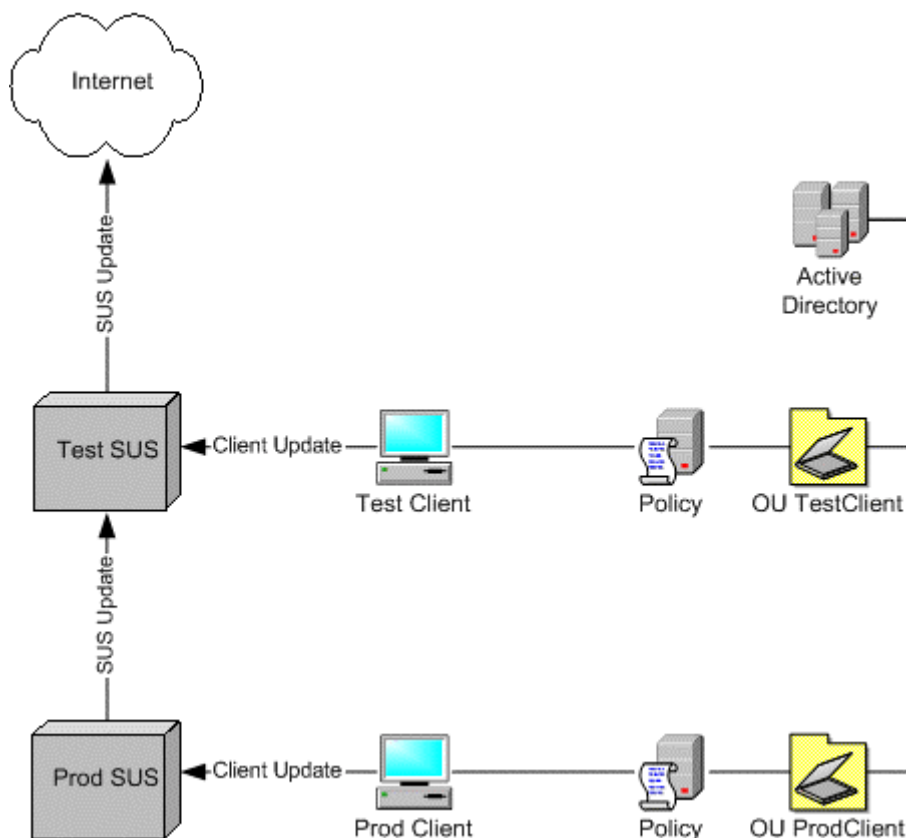 Internet
SUS Update
Active
Directory
Test SUS
Client Update
Test Client
Policy
OU TestClient
SUS Update
Prod SUS
Client Update
Prod Client
Policy
OU ProdClient